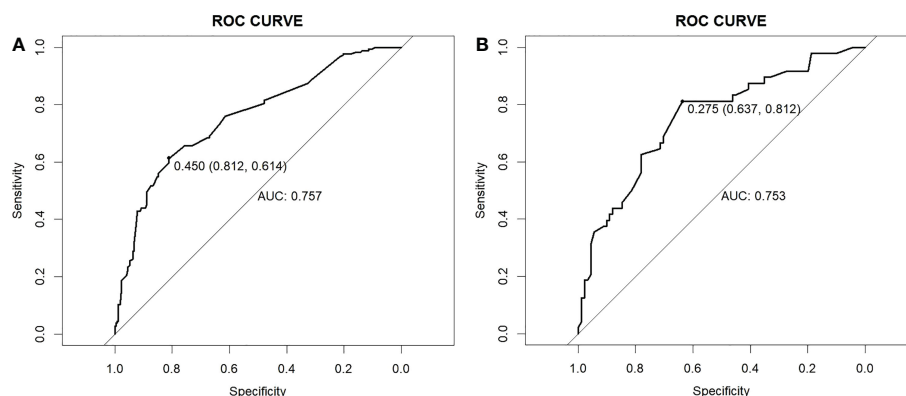 A
ROC CURVE
Sensitivity
1.0
0.8
0.6
0.4
0.2
0.0
0.450 (0.812, 0.614)
AUC: 0.757
1.0 0.8 0.6 0.4 0.2 0.0
Specificity
B
ROC CURVE
Sensitivity
1.0
0.8
0.6
0.4
0.2
0.0
0.275 (0.637, 0.812)
AUC: 0.753
1.0 0.8 0.6 0.4 0.2 0.0
Specificity